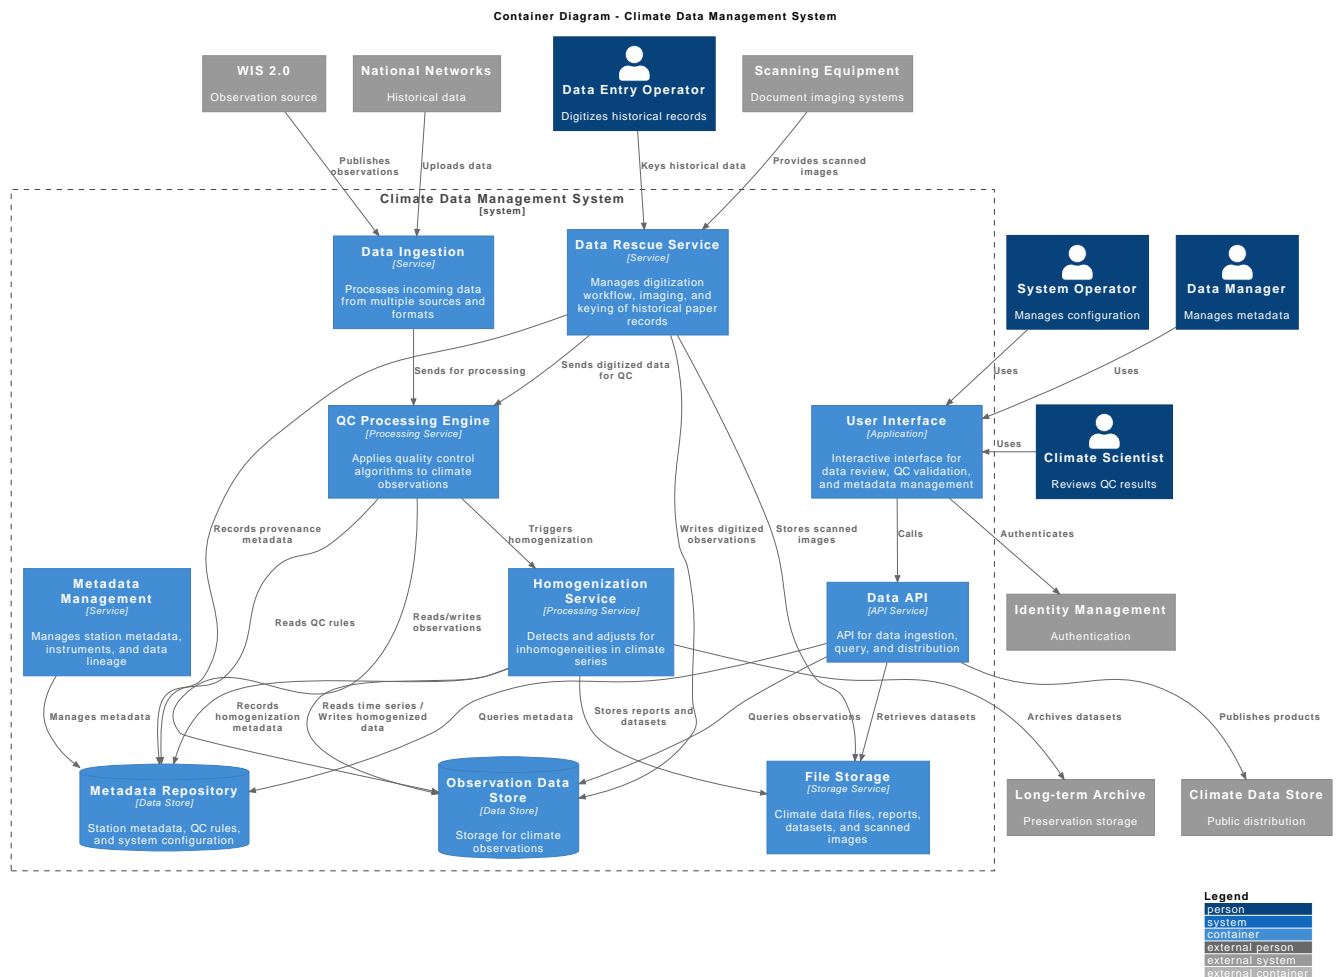 Container Diagram - Climate Data Management System
WIS 2.0
Observation source
National Networks
Historical data
Data Entry Operator
Digitizes historical records
Scanning Equipment
Document imaging systems
Publishes
observations
Uploads data
Keys historical data
Provides scanned
images
Climate Data Management System
[system]
Data Ingestion
[Service]
Processes incoming data
from multiple sources and
formats
Data Rescue Service
[Service]
Manages digitization
workflow, imaging, and
keying of historical paper
records
System Operator
Manages configuration
Data Manager
Manages metadata
Sends for processing
Sends digitized data
for QC
Uses
Uses
QC Processing Engine
[Processing Service]
Applies quality control
algorithms to climate
observations
User Interface
[Application]
Interactive interface for
data review, QC validation,
and metadata management
Uses
Climate Scientist
Reviews QC results
Records provenance
metadata
Triggers
homogenization
Writes digitized
observations
Stores scanned
images
Calls
Authenticates
Metadata
Management
[Service]
Manages station metadata,
instruments, and data
lineage
Reads QC rules
Reads/writes
observations
Homogenization
Service
[Processing Service]
Detects and adjusts for
inhomogeneities in climate
series
Data API
[API Service]
API for data ingestion,
query, and distribution
Identity Management
Authentication
Manages metadata
Records
homogenization
metadata
Reads time series /
Writes homogenized
data
Queries metadata
Stores reports and
datasets
Queries observations
Retrieves datasets
Archives datasets
Publishes products
Metadata Repository
[Data Store]
Station metadata, QC rules,
and system configuration
Observation Data
Store
[Data Store]
Storage for climate
observations
File Storage
[Storage Service]
Climate data files, reports,
datasets, and scanned
images
Long-term Archive
Preservation storage
Climate Data Store
Public distribution
Legend
person
system
container
external person
external system
external container